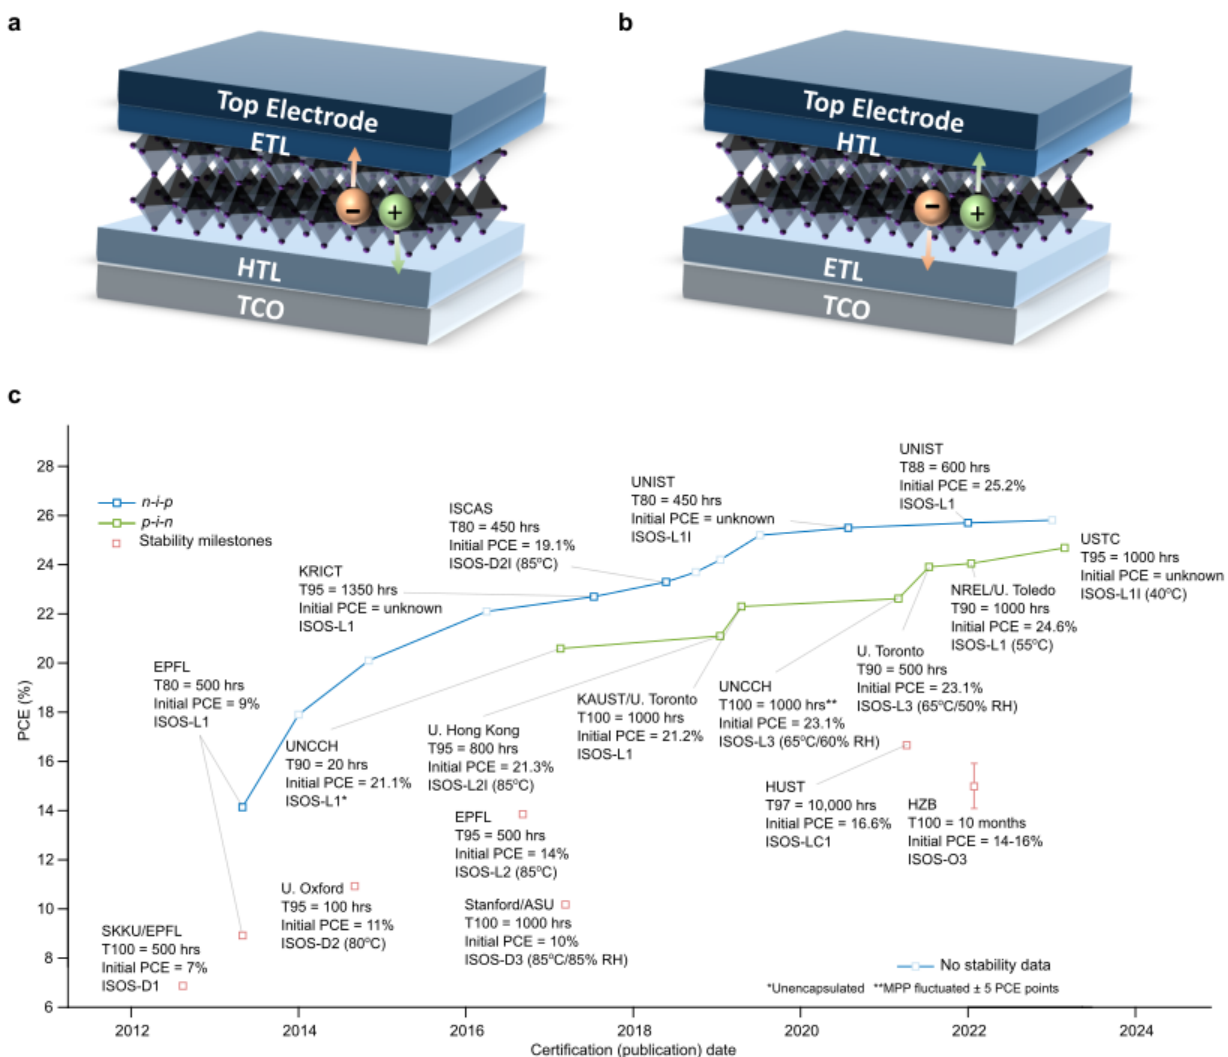 a
Top Electrode
ETL
−
+
HTL
TCO
b
Top Electrode
HTL
−
+
ETL
TCO
c
PCE (%)
28
26
24
22
20
18
16
14
12
10
8
6
n-i-p
p-i-n
Stability milestones
SKKU/EPFL
T100 = 500 hrs
Initial PCE = 7%
ISOS-D1
EPFL
T80 = 500 hrs
Initial PCE = 9%
ISOS-L1
U. Oxford
T95 = 100 hrs
Initial PCE = 11%
ISOS-D2 (80°C)
KRICT
T95 = 1350 hrs
Initial PCE = unknown
ISOS-L1
UNCCH
T90 = 20 hrs
Initial PCE = 21.1%
ISOS-L1*
ISCAS
T80 = 450 hrs
Initial PCE = 19.1%
ISOS-D2I (85°C)
U. Hong Kong
T95 = 800 hrs
Initial PCE = 21.3%
ISOS-L2I (85°C)
EPFL
T95 = 500 hrs
Initial PCE = 14%
ISOS-L2 (85°C)
Stanford/ASU
T100 = 1000 hrs
Initial PCE = 10%
ISOS-D3 (85°C/85% RH)
UNIST
T80 = 450 hrs
Initial PCE = unknown
ISOS-L1I
KAUST/U. Toronto
T100 = 1000 hrs
Initial PCE = 21.2%
ISOS-L1
UNCCH
T100 = 1000 hrs**
Initial PCE = 23.1%
ISOS-L3 (65°C/60% RH)
UNIST
T88 = 600 hrs
Initial PCE = 25.2%
ISOS-L1
USTC
T95 = 1000 hrs
Initial PCE = unknown
ISOS-L1I (40°C)
NREL/U. Toledo
T90 = 1000 hrs
Initial PCE = 24.6%
ISOS-L1 (55°C)
U. Toronto
T90 = 500 hrs
Initial PCE = 23.1%
ISOS-L3 (65°C/50% RH)
HUST
T97 = 10,000 hrs
Initial PCE = 16.6%
ISOS-LC1
HZB
T100 = 10 months
Initial PCE = 14-16%
ISOS-O3
No stability data
*Unencapsulated **MPP fluctuated ± 5 PCE points
2012
2014
2016
2018
2020
2022
2024
Certification (publication) date